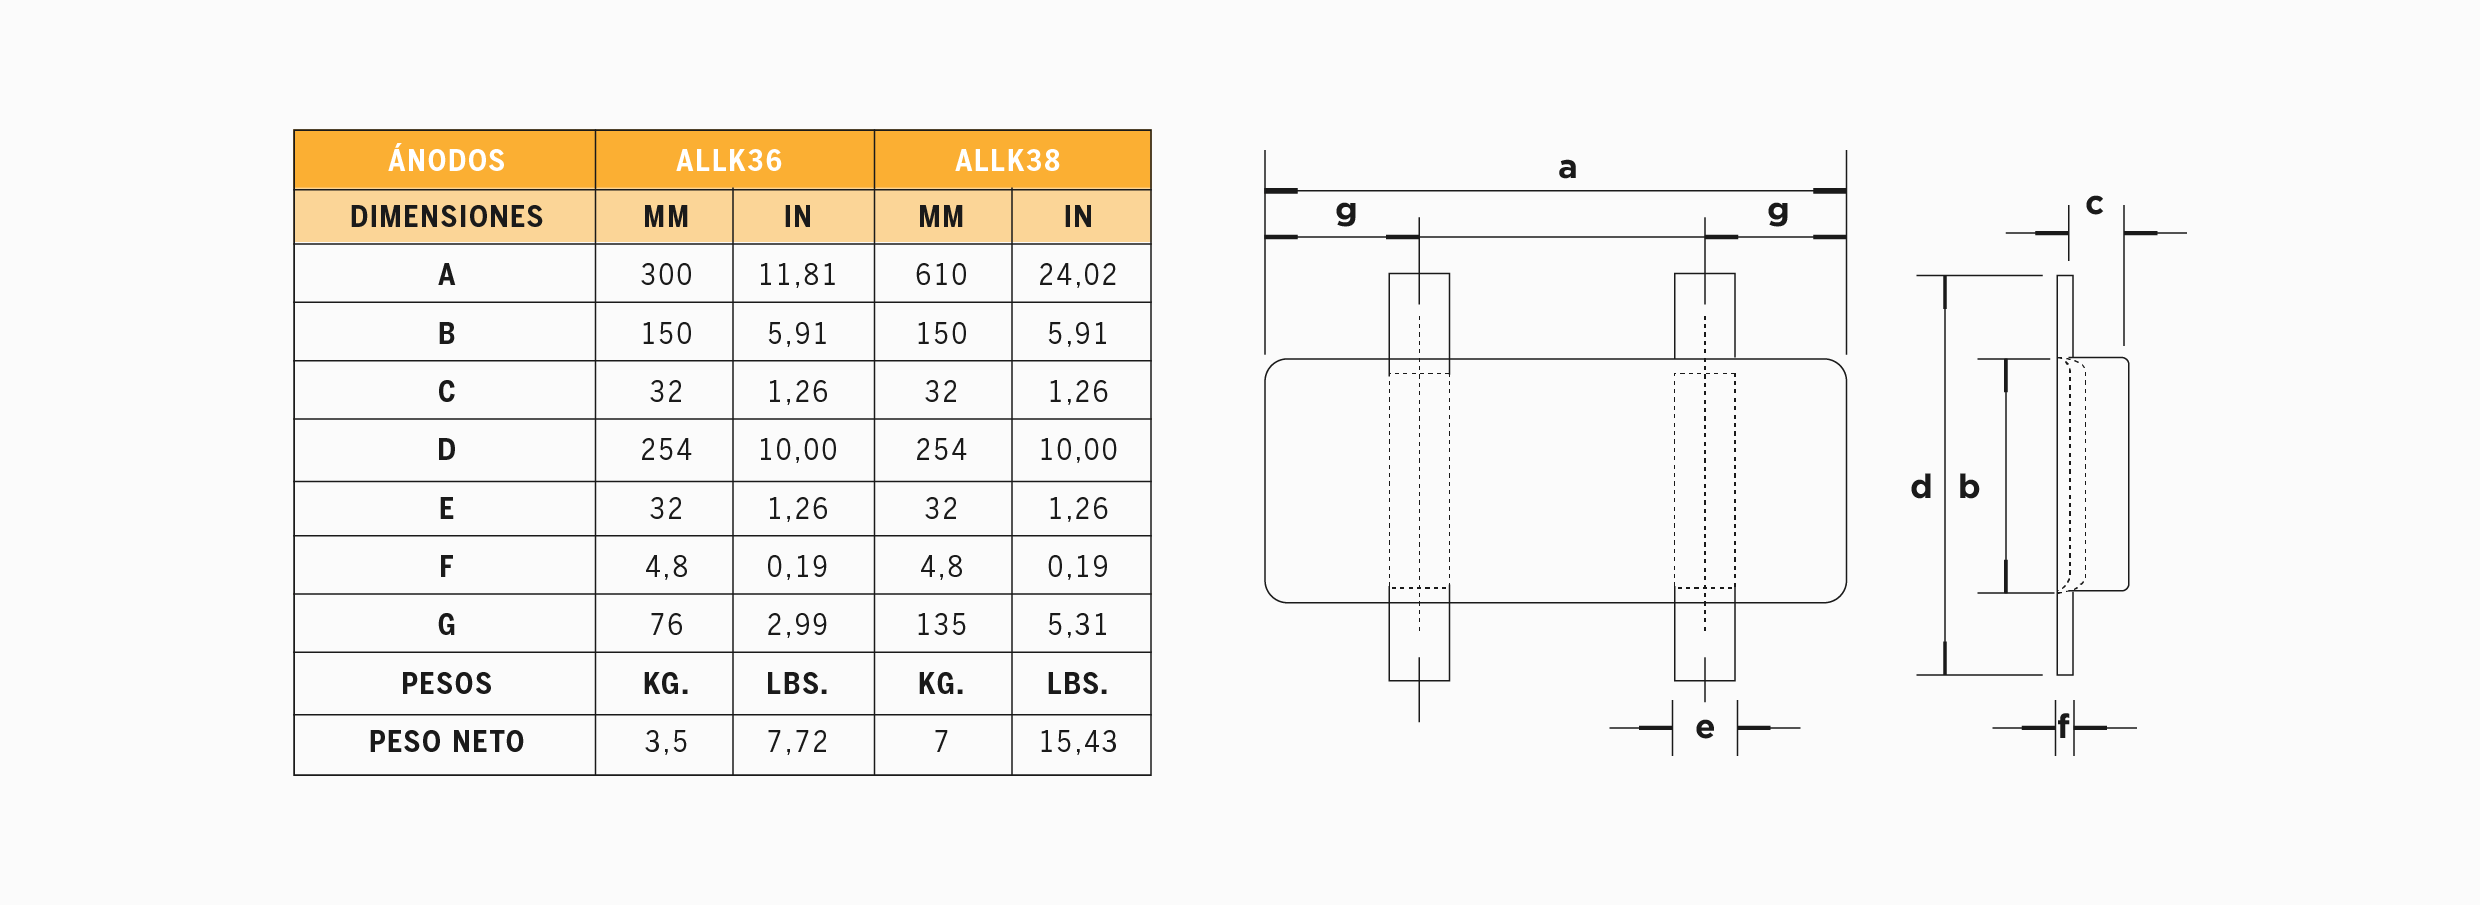 ÁNODOS ALLK36 ALLK38
DIMENSIONES MM IN MM IN
A 300 11,81 610 24,02
B 150 5,91 150 5,91
C 32 1,26 32 1,26
D 254 10,00 254 10,00
E 32 1,26 32 1,26
F 4,8 0,19 4,8 0,19
G 76 2,99 135 5,31
PESOS KG. LBS. KG. LBS.
PESO NETO 3,5 7,72 7 15,43
a
g g
e
c
d b
f